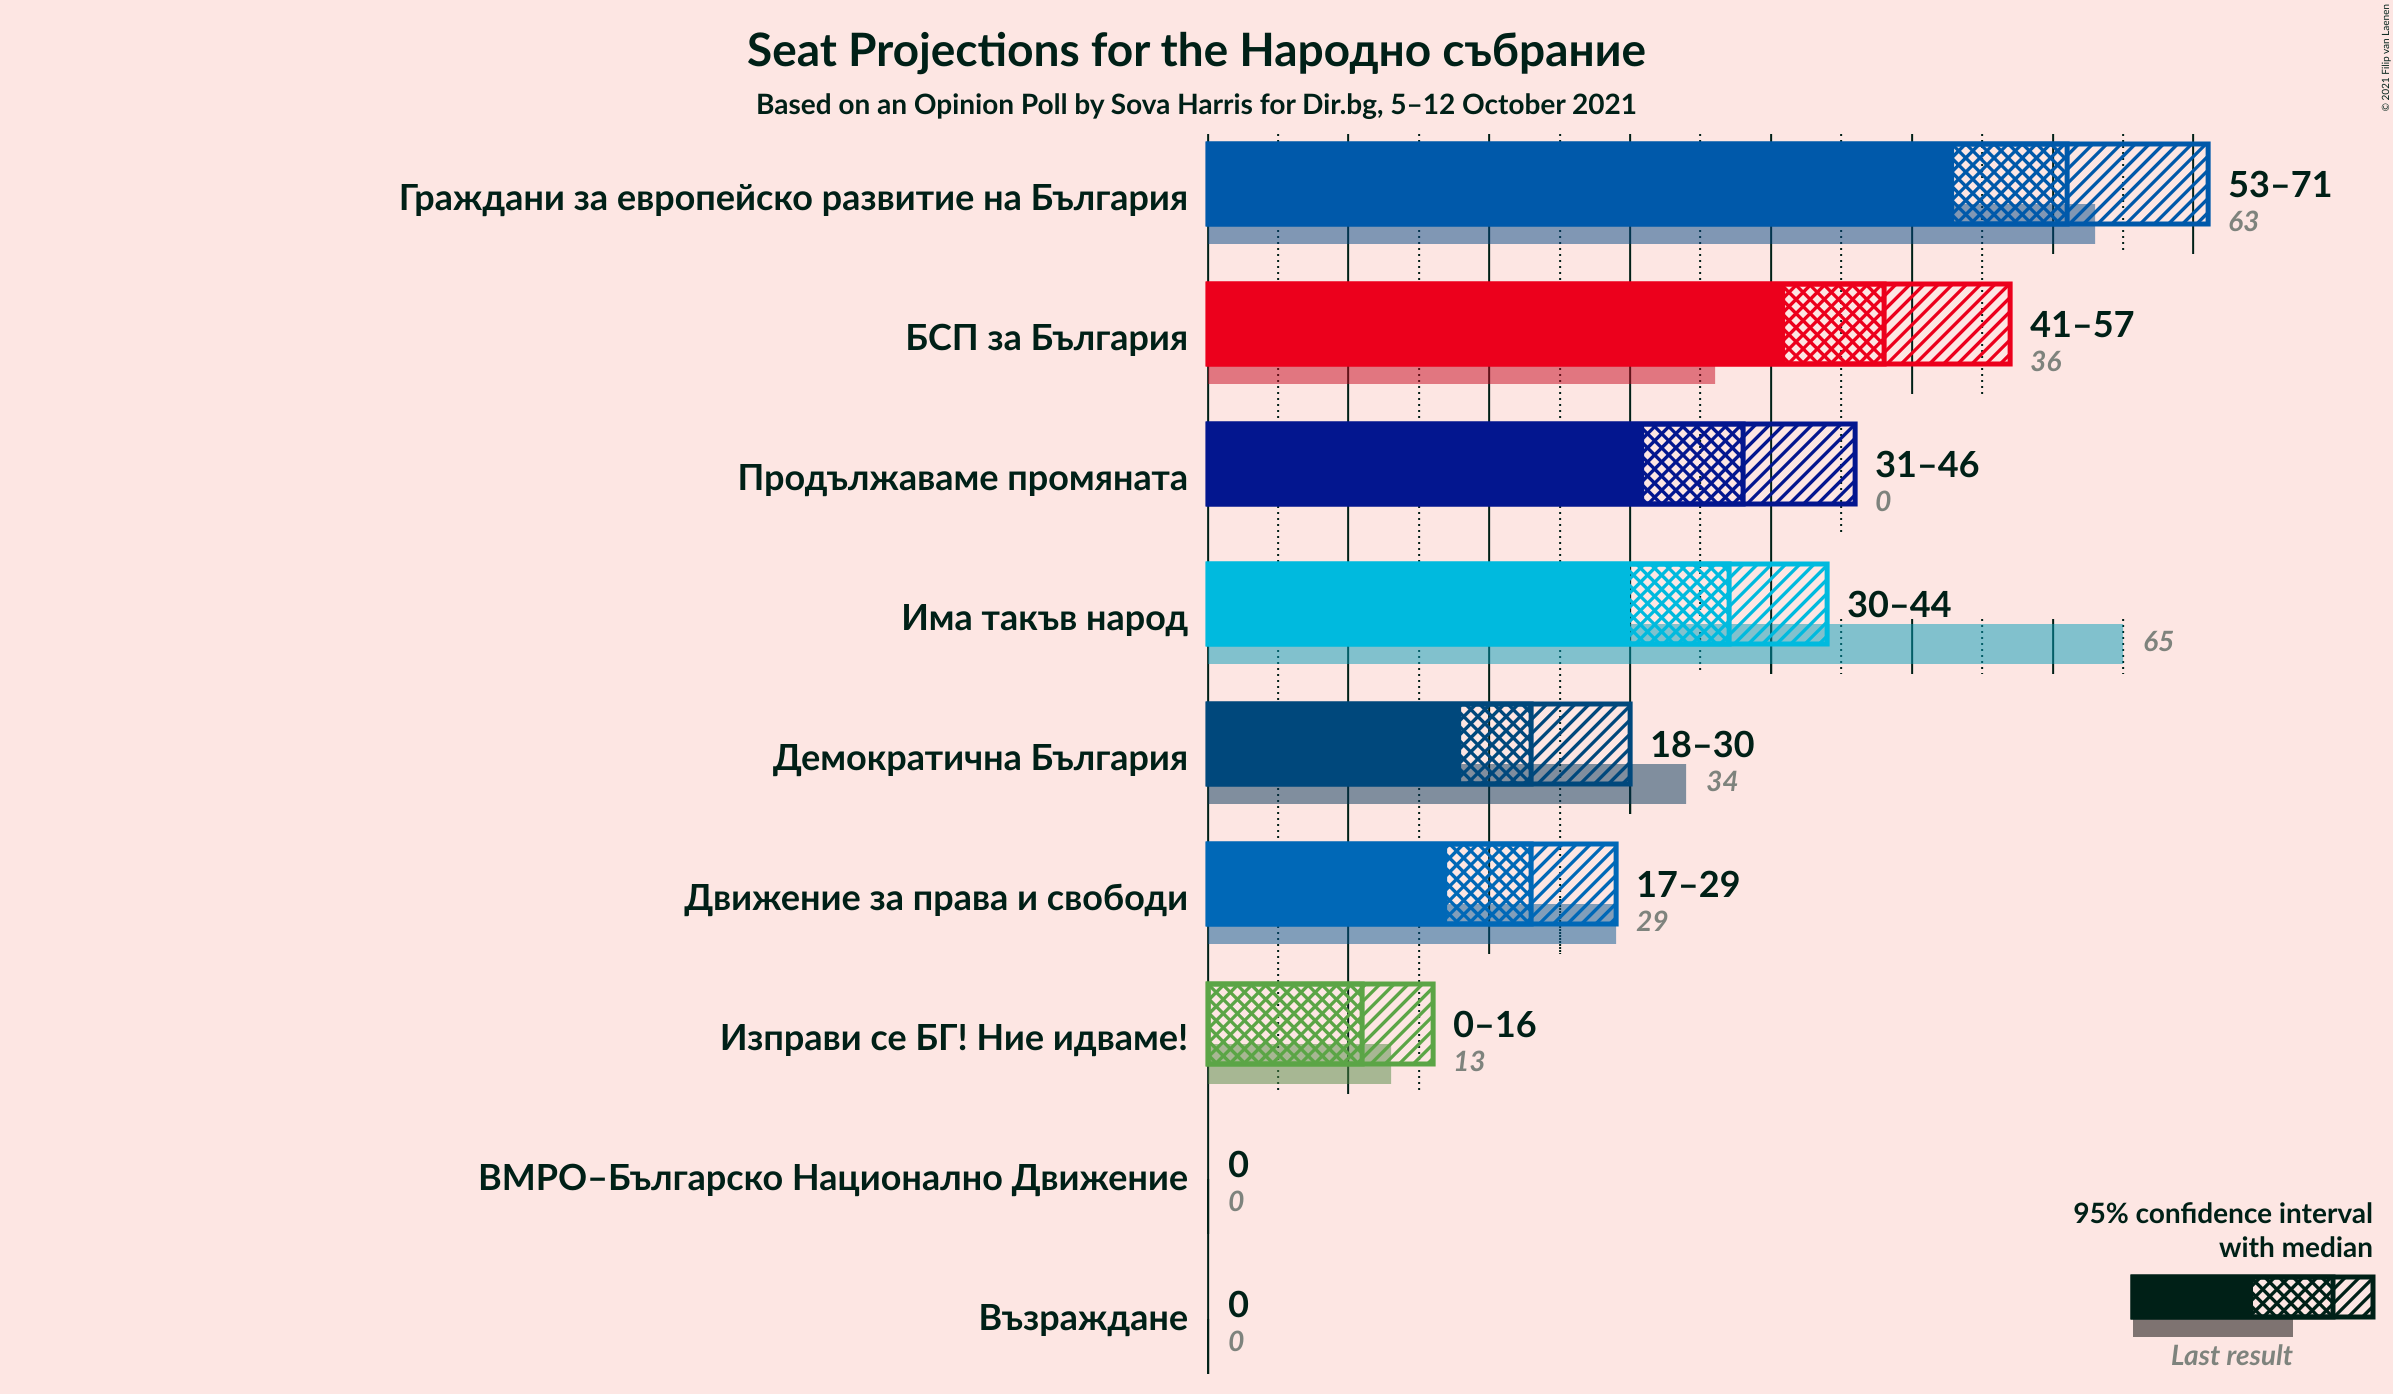 Seat Projections for the Народно събрание
Based on an Opinion Poll by Sova Harris for Dir.bg, 5–12 October 2021
© 2021 Filip van Laenen
Граждани за европейско развитие на България
53–71
63
БСП за България
41–57
36
Продължаваме промяната
31–46
0
Има такъв народ
30–44
65
Демократична България
18–30
34
Движение за права и свободи
17–29
29
Изправи се БГ! Ние идваме!
0–16
13
ВМРО–Българско Национално Движение
0
0
Възраждане
0
0
95% confidence interval
with median
Last result